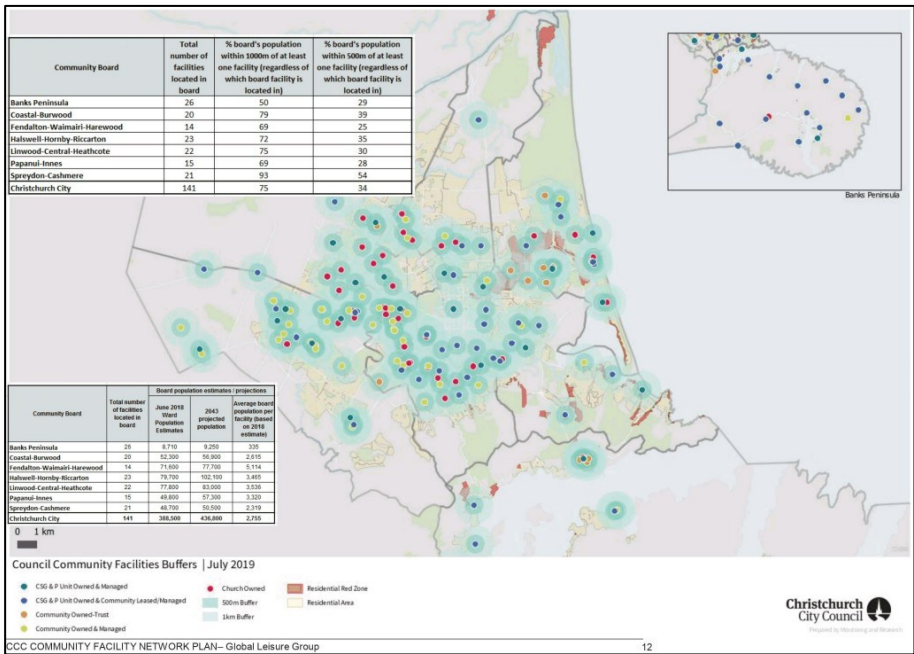 Community Board
Total number of facilities located in board
% board's population within 1000m of at least one facility (regardless of which board facility is located in)
% board's population within 500m of at least one facility (regardless of which board facility is located in)
Banks Peninsula 26 50 29
Coastal-Burwood 20 79 39
Fendalton-Waimairi-Harewood 14 69 25
Halswell-Hornby-Riccarton 23 72 35
Linwood-Central-Heathcote 22 75 30
Papanui-Innes 15 69 28
Spreydon-Cashmere 21 93 54
Christchurch City 141 75 34
Banks Peninsula
Board population estimates / projections
Community Board
Total number of facilities located in board
June 2018 Ward Population Estimates
2043 projected population
Average board population per facility (based on 2018 estimate)
Banks Peninsula 26 8,710 9,250 335
Coastal-Burwood 20 52,300 56,900 2,615
Fendalton-Waimairi-Harewood 14 71,600 77,700 5,114
Halswell-Hornby-Riccarton 23 79,700 102,100 3,465
Linwood-Central-Heathcote 22 77,800 83,000 3,536
Papanui-Innes 15 49,800 57,300 3,320
Spreydon-Cashmere 21 48,700 50,500 2,319
Christchurch City 141 388,500 436,800 2,755
0 1 km
Council Community Facilities Buffers | July 2019
CSG & P Unit Owned & Managed
CSG & P Unit Owned & Community Leased/Managed
Community Owned-Trust
Community Owned & Managed
Church Owned
500m Buffer
1km Buffer
Residential Red Zone
Residential Area
Christchurch
City Council
Prepared by Monitoring and Research
CCC COMMUNITY FACILITY NETWORK PLAN– Global Leisure Group 12